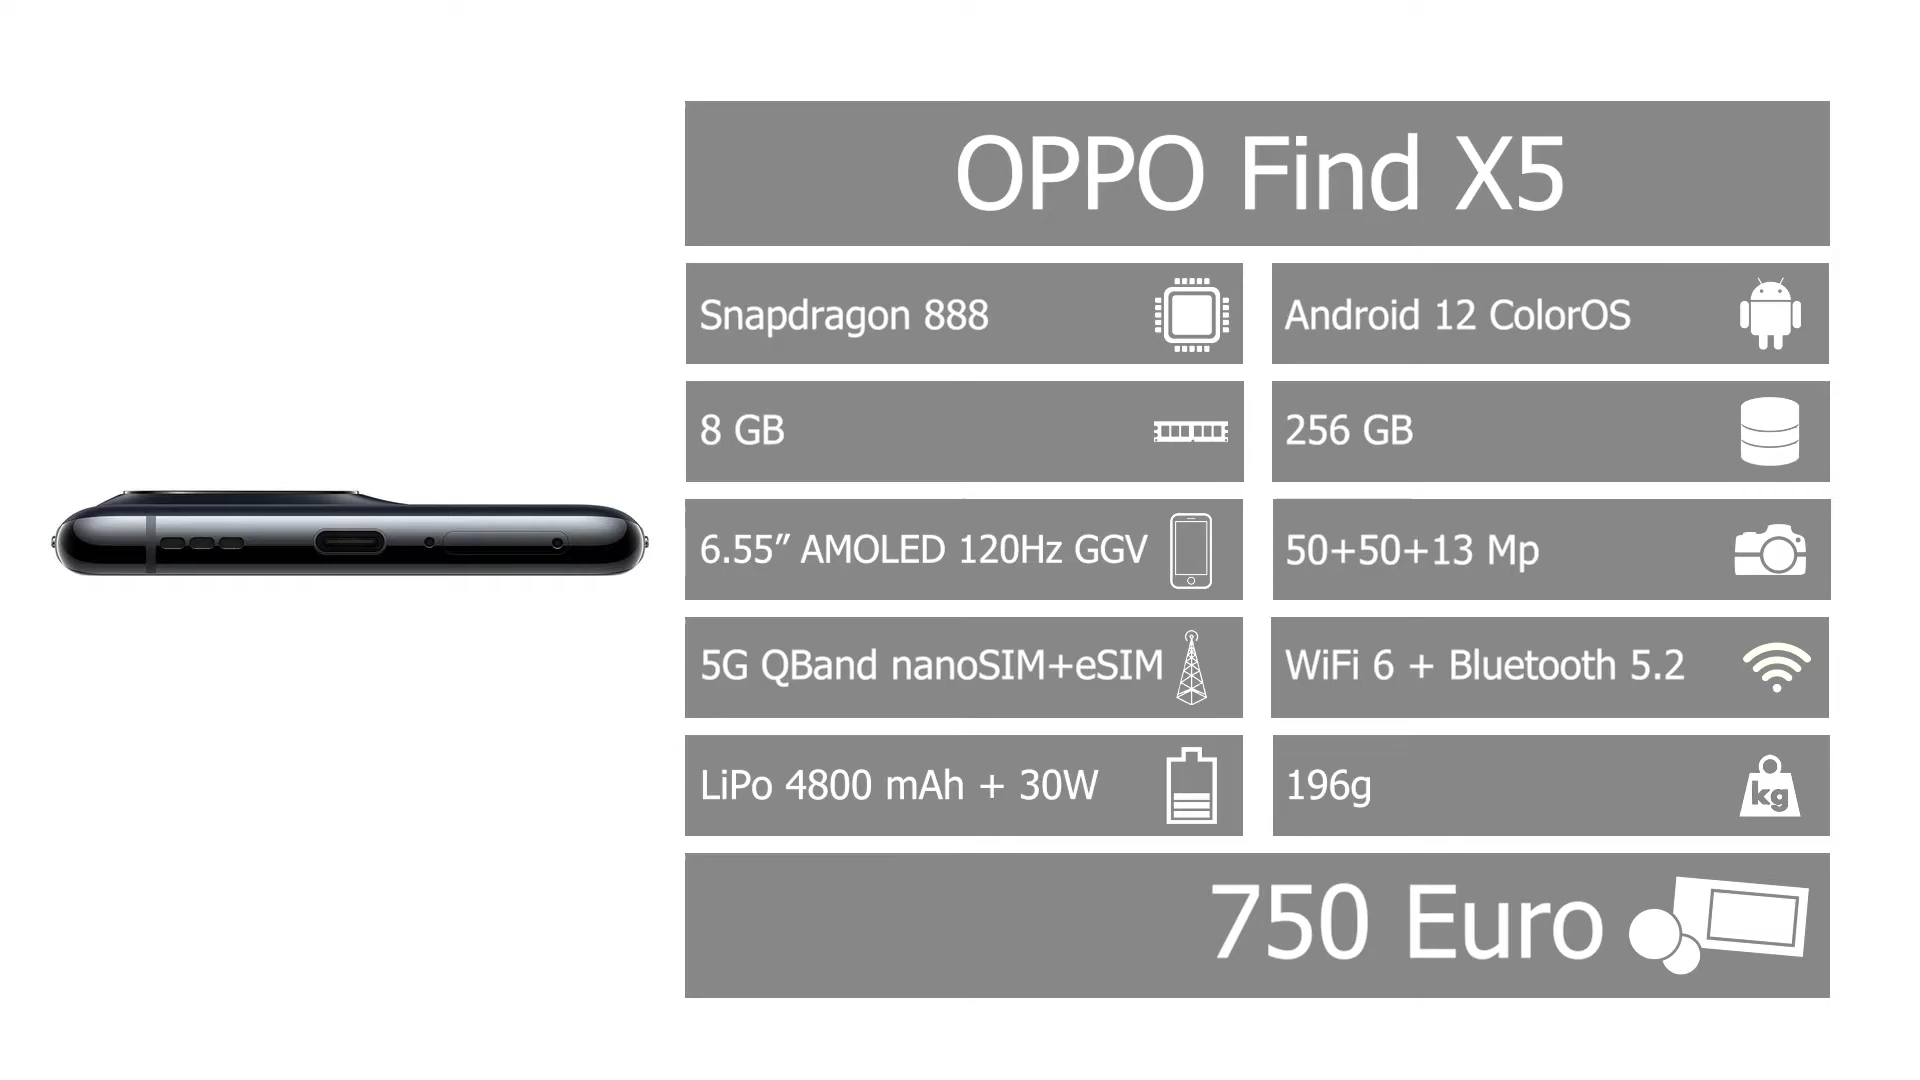 OPPO Find X5
Snapdragon 888
Android 12 ColorOS
8 GB
256 GB
6.55” AMOLED 120Hz GGV
50+50+13 Mp
5G QBand nanoSIM+eSIM
WiFi 6 + Bluetooth 5.2
LiPo 4800 mAh + 30W
196g
kg
750 Euro